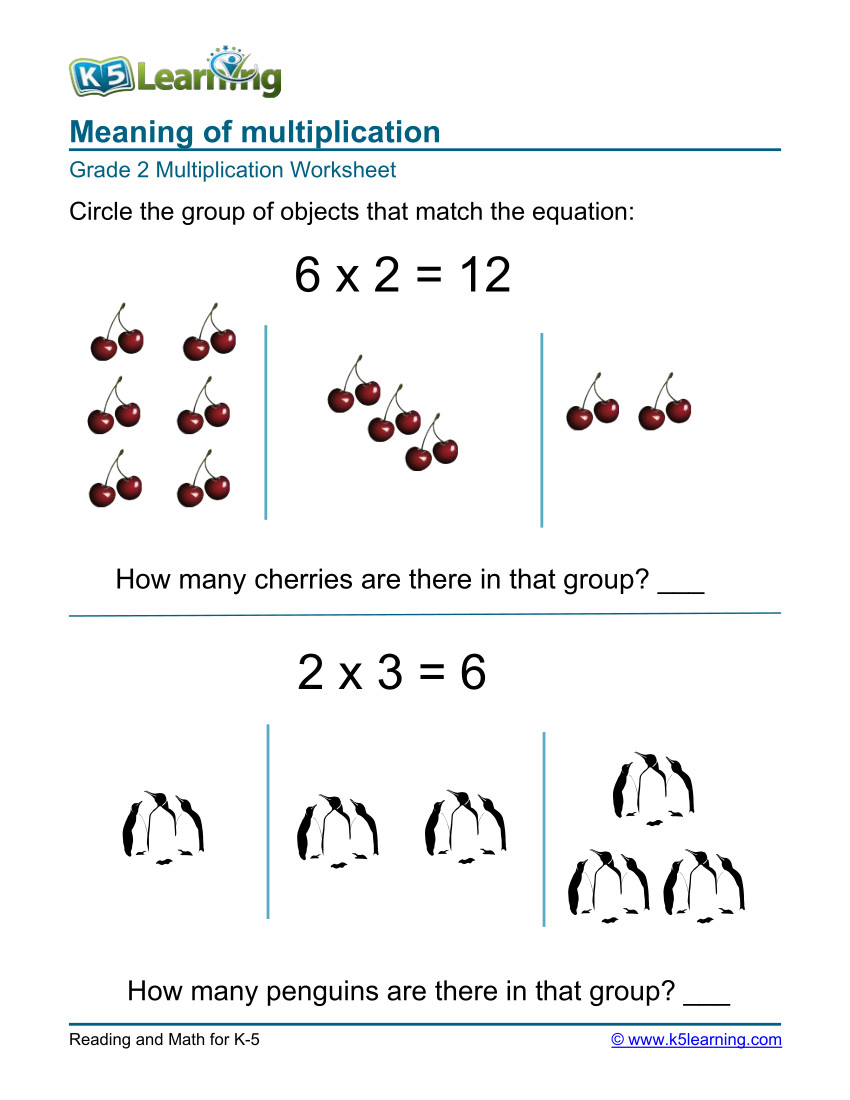 K5 Learning
Meaning of multiplication
Grade 2 Multiplication Worksheet
Circle the group of objects that match the equation:
6 x 2 = 12
How many cherries are there in that group? ___
2 x 3 = 6
How many penguins are there in that group? ___
Reading and Math for K-5 © www.k5learning.com